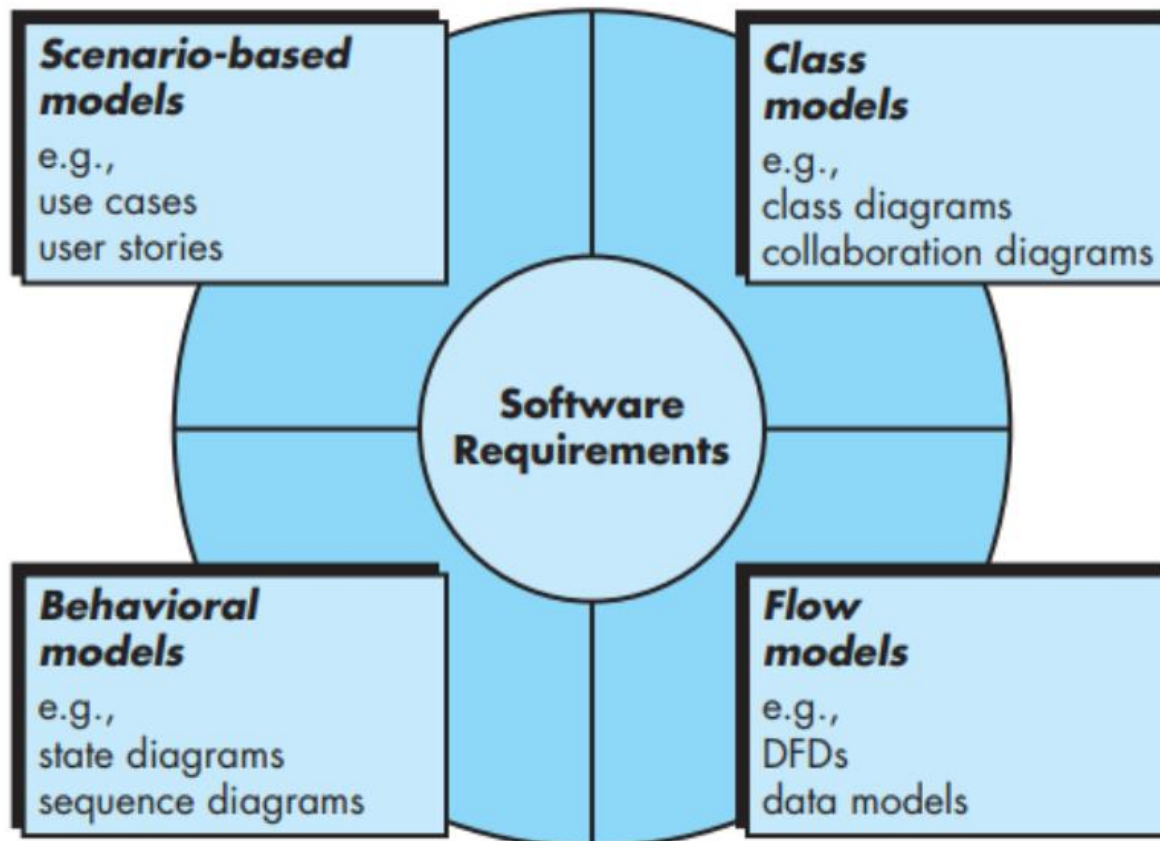 Scenario-based
models
e.g.,
use cases
user stories
Class
models
e.g.,
class diagrams
collaboration diagrams
Software
Requirements
Behavioral
models
e.g.,
state diagrams
sequence diagrams
Flow
models
e.g.,
DFDs
data models